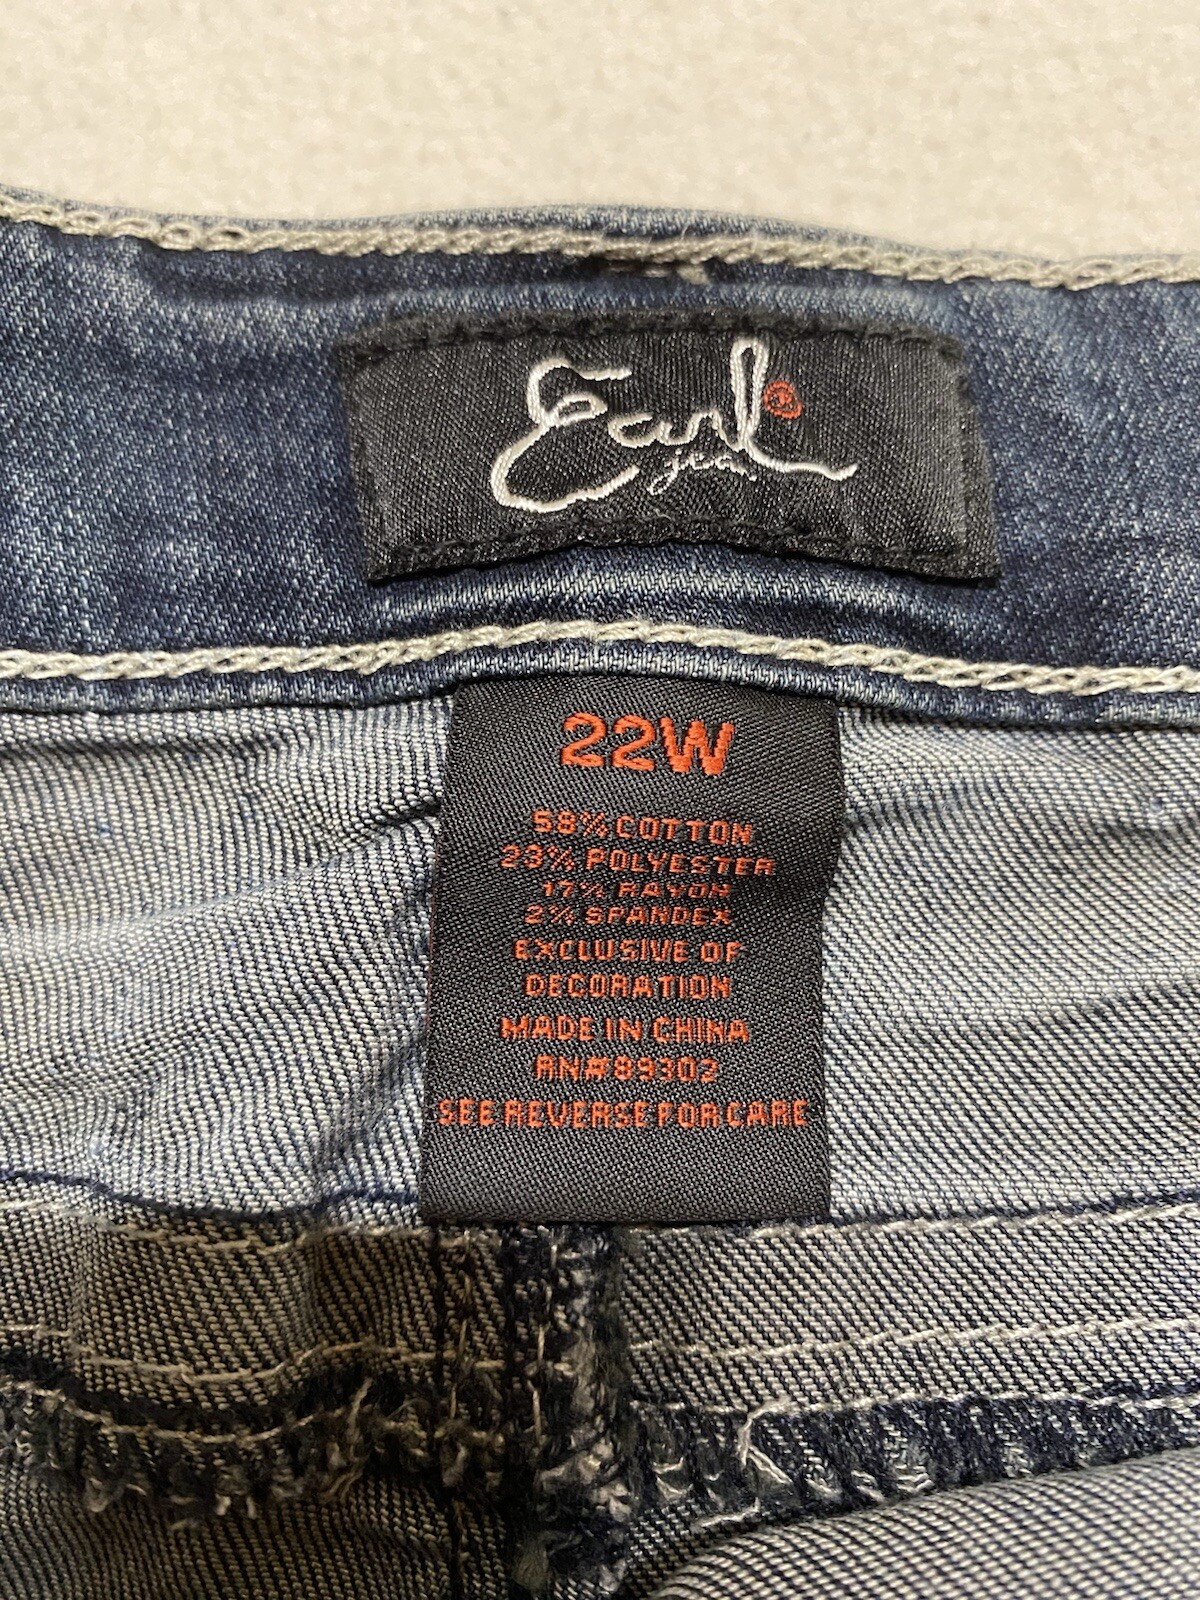 Earl
jean
22W
58% COTTON
23% POLYESTER
17% RAYON
2% SPANDEX
EXCLUSIVE OF
DECORATION
MADE IN CHINA
RN#89302
SEE REVERSE FOR CARE